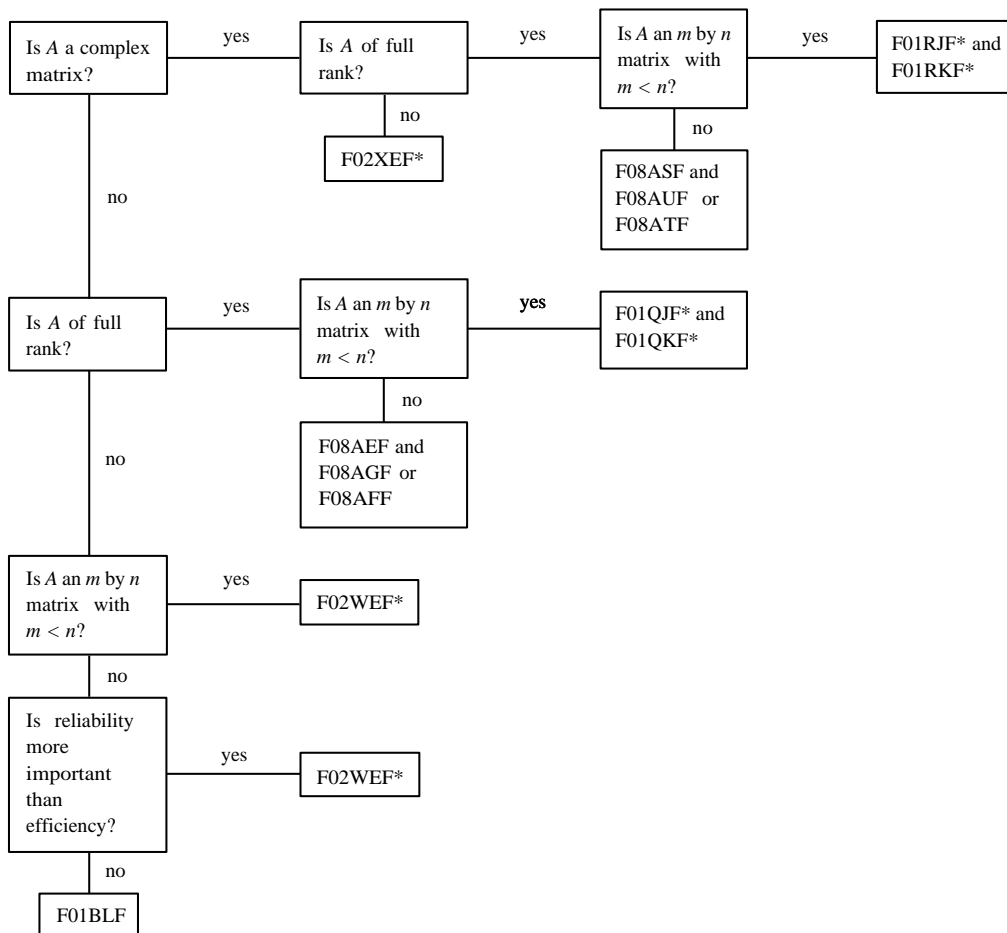 Is A a complex
matrix?
yes
Is A of full
rank?
yes
Is A an m by n
matrix with
m < n?
yes
F01RJF* and
F01RKF*
no
F02XEF*
no
F08ASF and
F08AUF or
F08ATF
no
Is A of full
rank?
yes
Is A an m by n
matrix with
m < n?
yes
F01QJF* and
F01QKF*
no
F08AEF and
F08AGF or
F08AFF
no
Is A an m by n
matrix with
m < n?
yes
F02WEF*
no
Is reliability
more
important
than
efficiency?
yes
F02WEF*
no
F01BLF